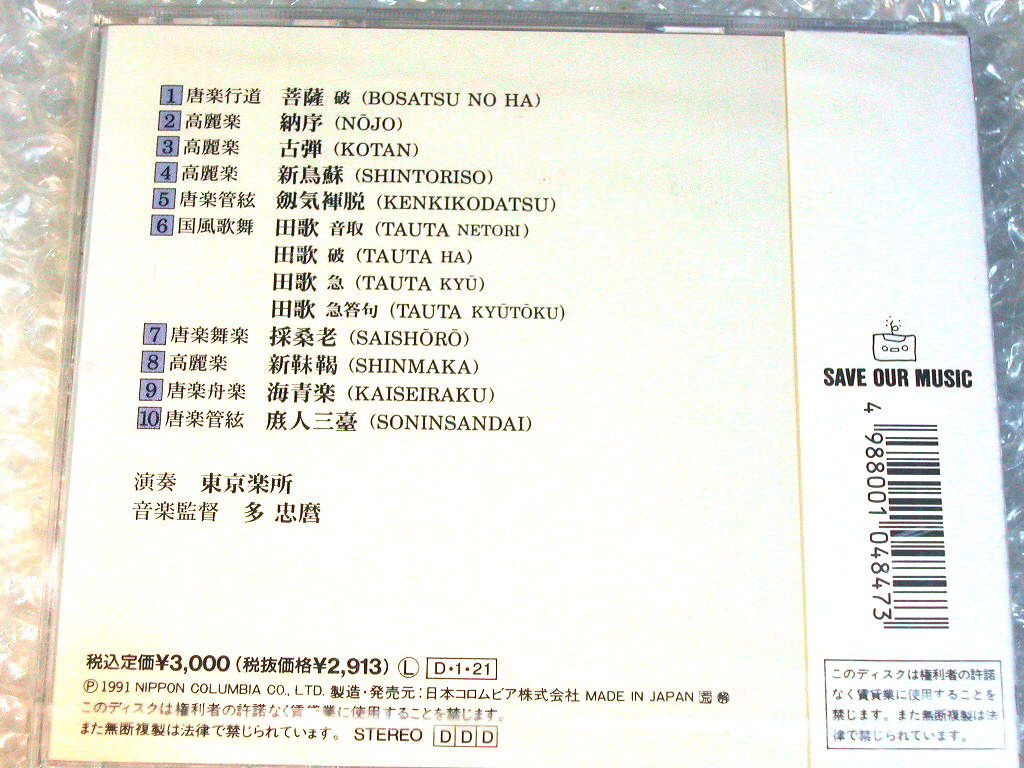 1 唐楽行道 菩薩 破 (BOSATSU NO HA)
2 高麗楽 納序 (NŌJO)
3 高麗楽 古弾 (KOTAN)
4 高麗楽 新鳥蘇 (SHINTORISO)
5 唐楽管絃 劔気褌脱 (KENKIKODATSU)
6 国風歌舞 田歌 音取 (TAUTA NETORI)
田歌 破 (TAUTA HA)
田歌 急 (TAUTA KYŪ)
田歌 急答句 (TAUTA KYŪTŌKU)
7 唐楽舞楽 採桑老 (SAISHŌRŌ)
8 高麗楽 新靺鞨 (SHINMAKA)
9 唐楽舟楽 海青楽 (KAISEIRAKU)
10 唐楽管絃 庶人三臺 (SONINSANDAI)
演奏 東京楽所
音楽監督 多 忠麿
税込定価¥3,000 (税抜価格¥2,913) Ⓛ D・1・21
Ⓟ1991 NIPPON COLUMBIA CO., LTD. 製造・発売元:日本コロムビア株式会社 MADE IN JAPAN
このディスクは権利者の許諾なく賃貸業に使用することを禁じます。
また無断複製は法律で禁じられています。 STEREO D D D
SAVE OUR MUSIC
4 988001 048473
このディスクは権利者の許諾
なく賃貸業に使用することを
禁じます。また無断複製は法
律で禁じられています。